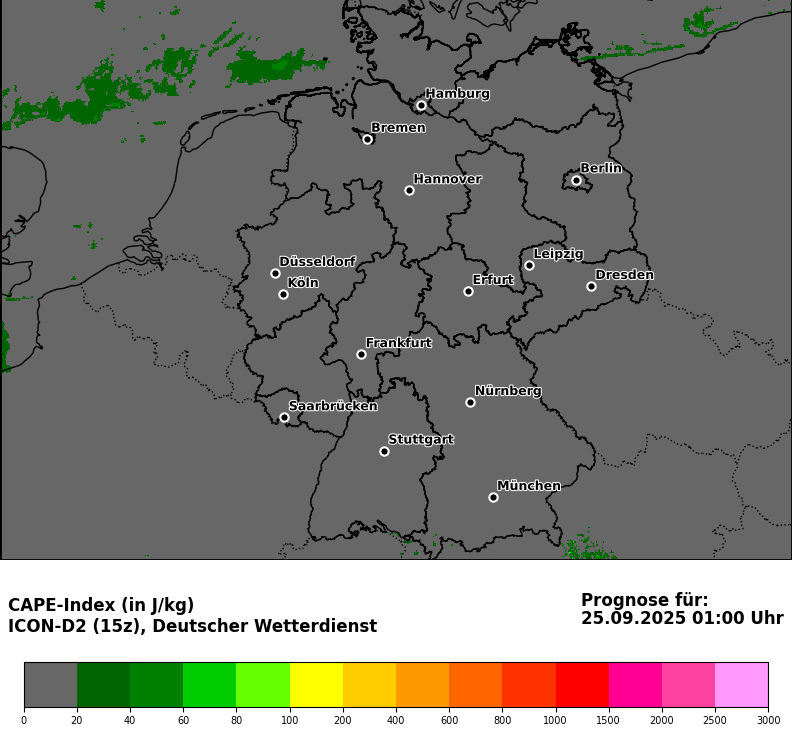 Hamburg
Bremen
Berlin
Hannover
Leipzig
Düsseldorf
Dresden
Köln
Erfurt
Frankfurt
Nürnberg
Saarbrücken
Stuttgart
München
CAPE-Index (in J/kg)
ICON-D2 (15z), Deutscher Wetterdienst
Prognose für:
25.09.2025 01:00 Uhr
0 20 40 60 80 100 200 400 600 800 1000 1500 2000 2500 3000